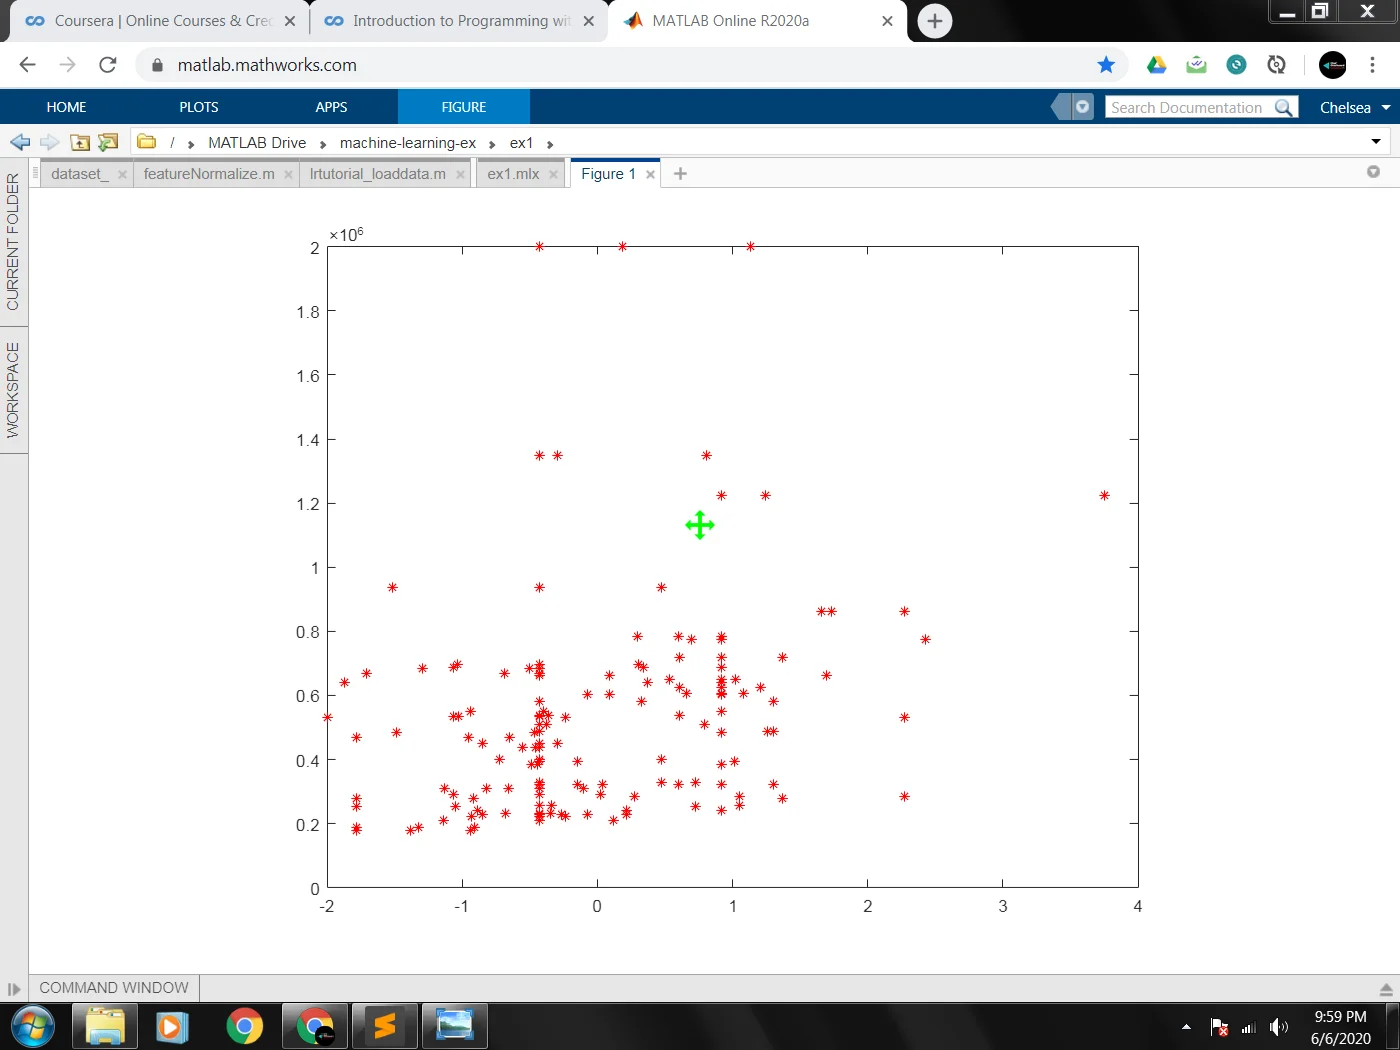 Coursera | Online Courses & Cre
Introduction to Programming wit
MATLAB Online R2020a
matlab.mathworks.com
HOME PLOTS APPS FIGURE
Search Documentation
Chelsea
/ MATLAB Drive machine-learning-ex ex1
dataset_ featureNormalize.m lrtutorial_loaddata.m ex1.mlx Figure 1
CURRENT FOLDER
WORKSPACE
×10⁶
2
1.8
1.6
1.4
1.2
1
0.8
0.6
0.4
0.2
0
-2 -1 0 1 2 3 4
COMMAND WINDOW
9:59 PM
6/6/2020